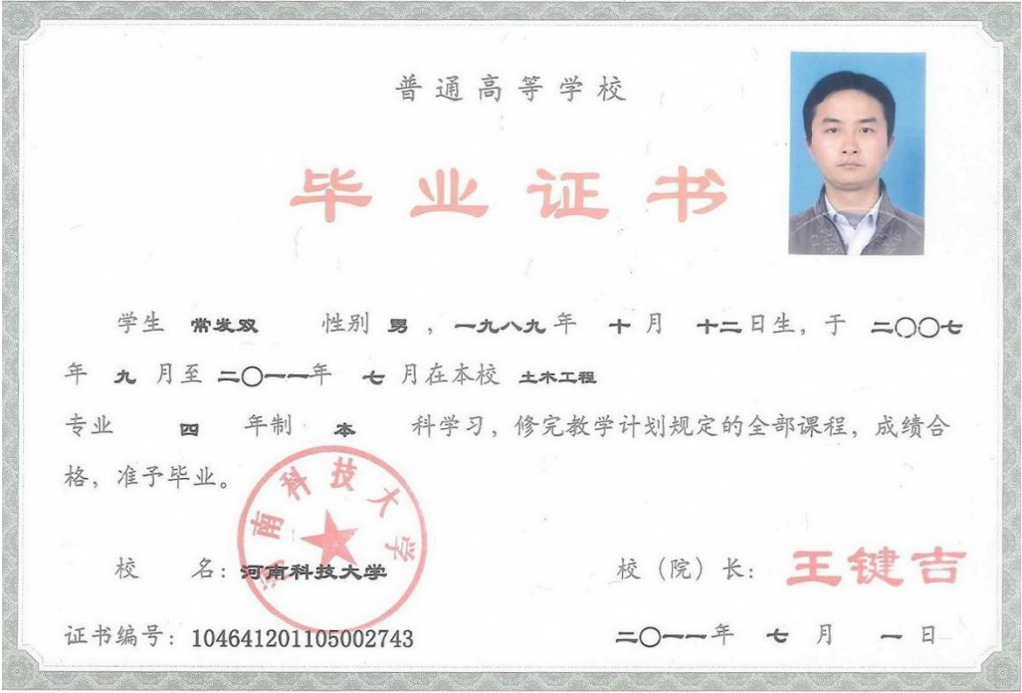 普通高等学校
毕业证书
学生 常发双 性别 男，一九八九年 十月 十二日生，于 二〇〇七
年 九 月至 二〇一一年 七 月在本校 土木工程
专业 四 年制 本 科学习，修完教学计划规定的全部课程，成绩合
格，准予毕业。
河南科技大学
校 名：河南科技大学 校（院）长：王键吉
证书编号：104641201105002743 二〇一一年 七 月 一 日